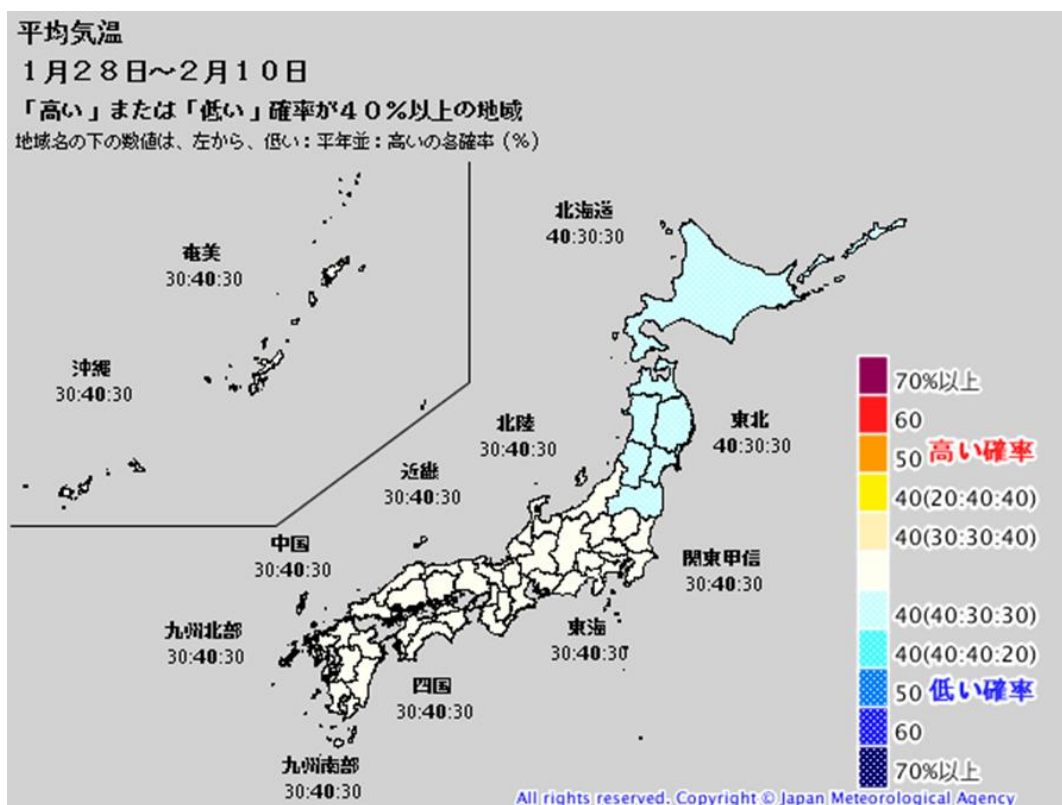 平均気温
1月28日～2月10日
「高い」または「低い」確率が40%以上の地域
地域名の下の数値は、左から、低い：平年並：高いの各確率（%）
北海道
40:30:30
奄美
30:40:30
沖縄
30:40:30
北陸
30:40:30
東北
40:30:30
近畿
30:40:30
中国
30:40:30
関東甲信
30:40:30
九州北部
30:40:30
東海
30:40:30
四国
30:40:30
九州南部
30:40:30
70%以上
60
50 高い確率
40(20:40:40)
40(30:30:40)
40(40:30:30)
40(40:40:20)
50 低い確率
60
70%以上
All rights reserved. Copyright © Japan Meteorological Agency